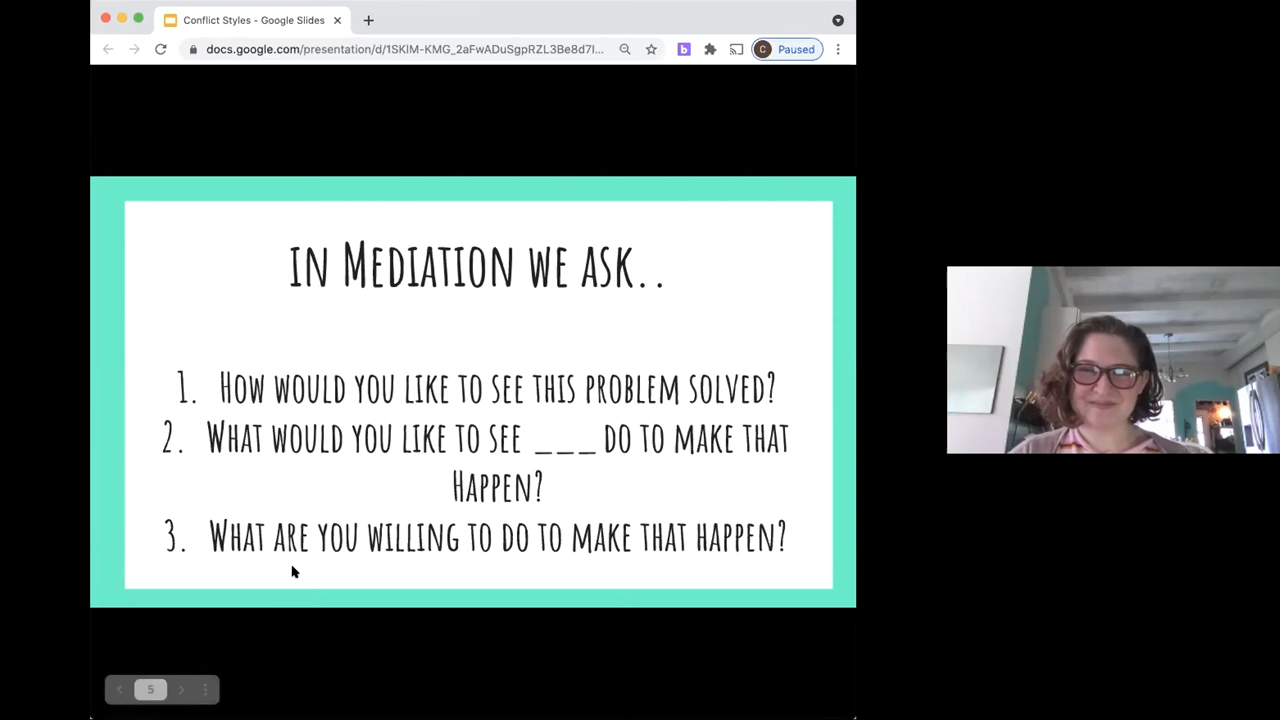 Conflict Styles - Google Slides
docs.google.com/presentation/d/1SKIM-KMG_2aFwADuSgpRZL3Be8d7I...
b
C
Paused
in Mediation we ask..
1. How would you like to see this problem solved?
2. What would you like to see ___ do to make that
Happen?
3. What are you willing to do to make that happen?
5